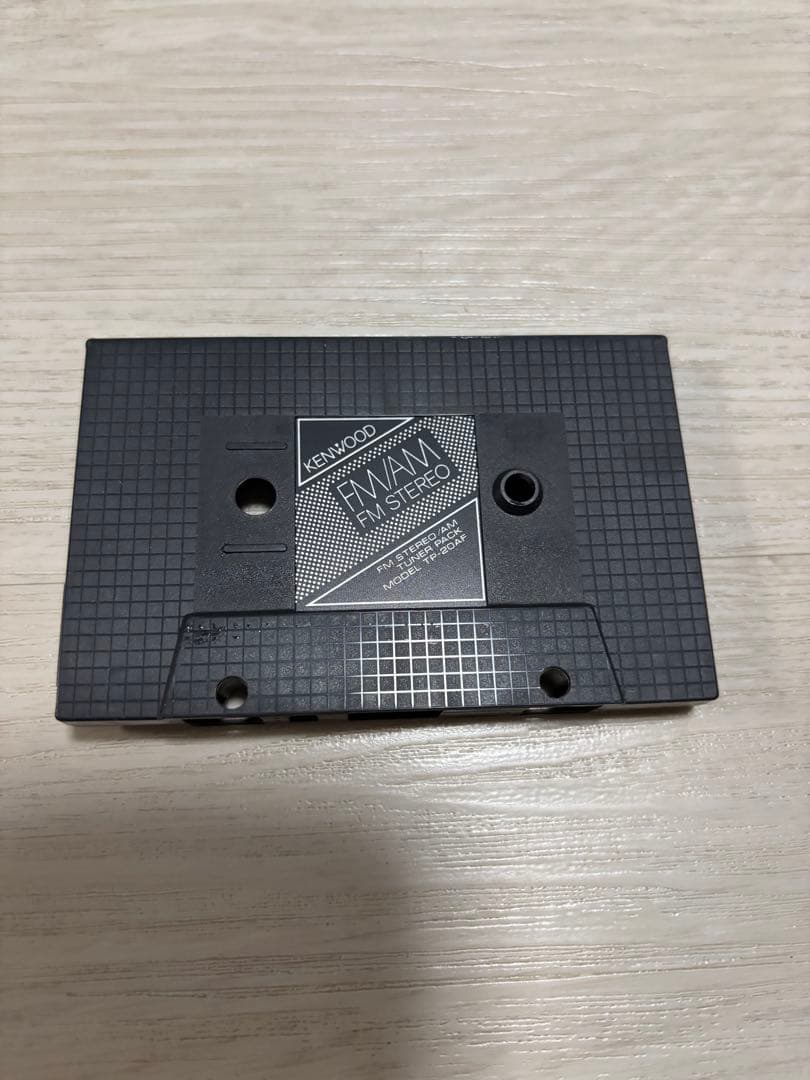 KENWOOD
FM/AM
FM STEREO
FM STEREO/AM
TUNER PACK
MODEL TP-20AF